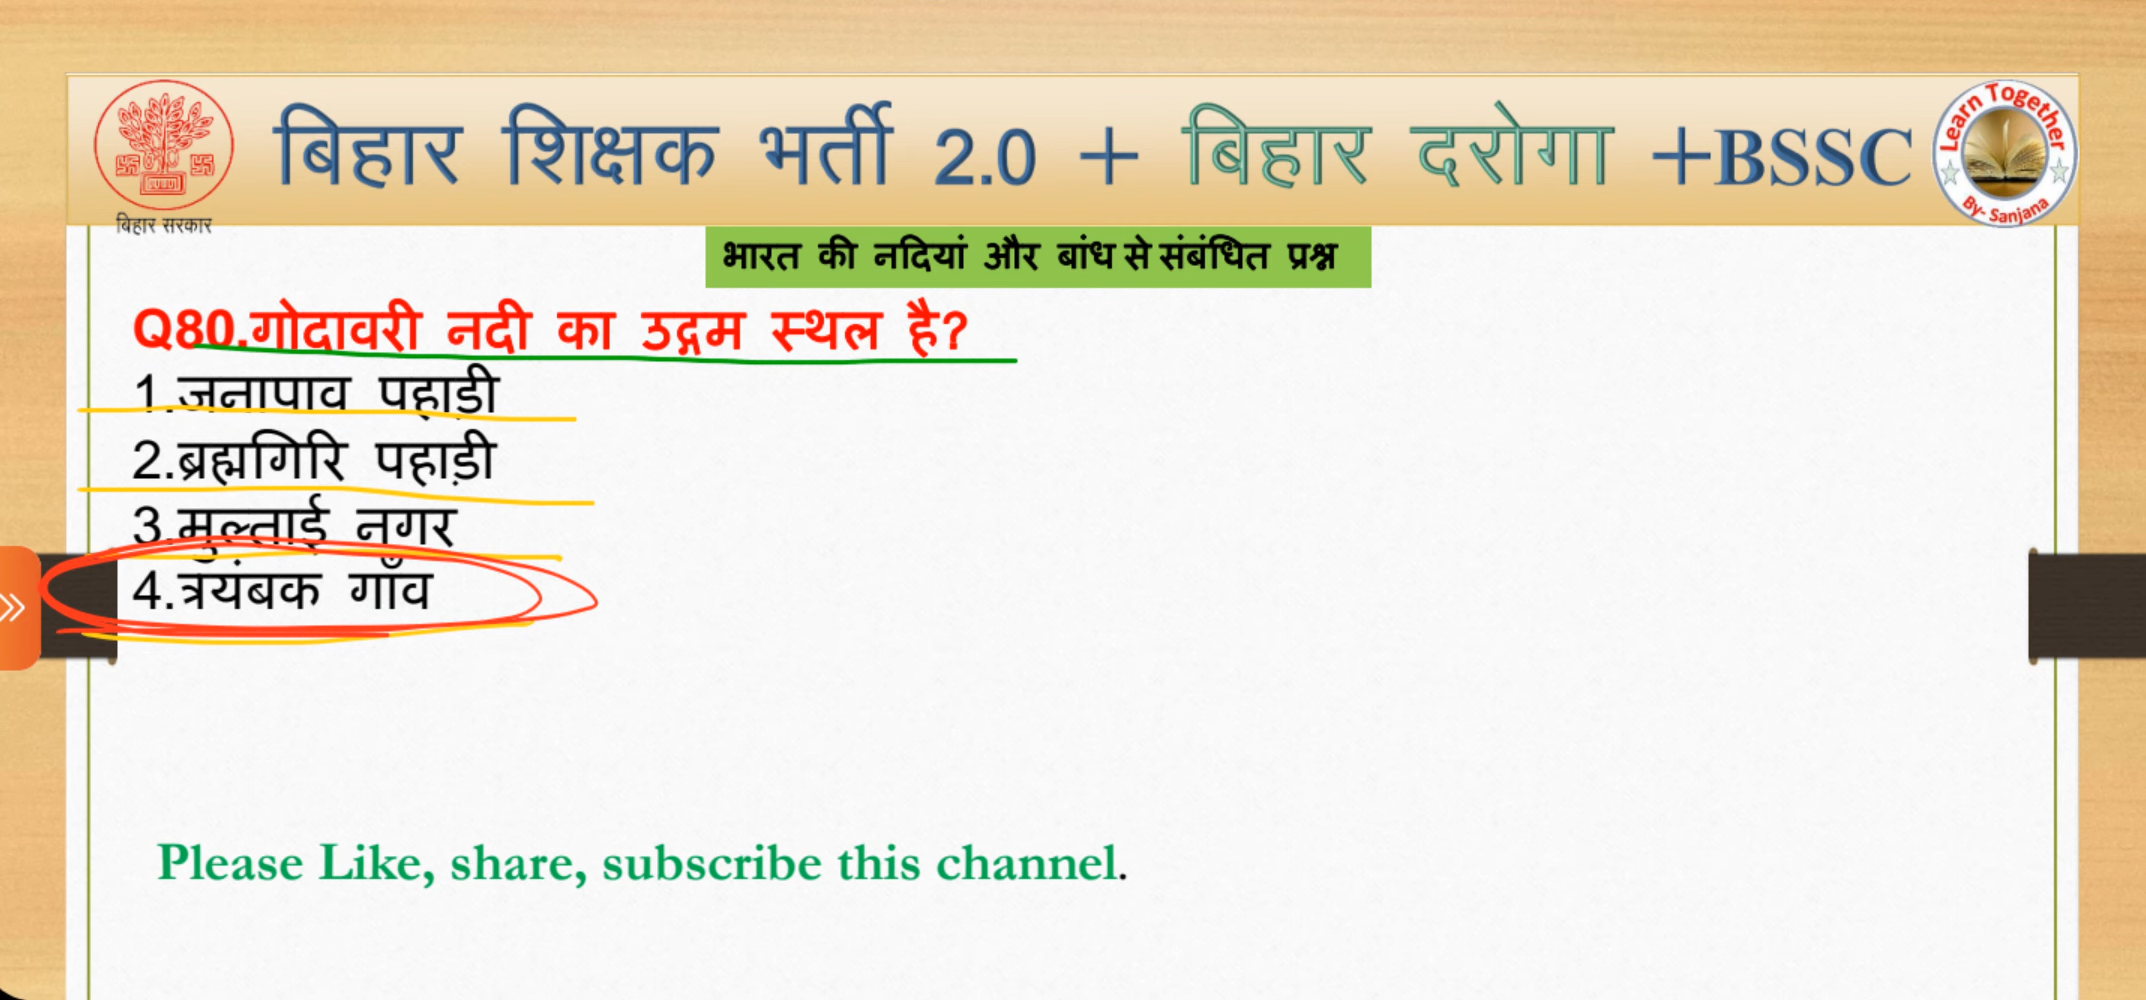 बिहार शिक्षक भर्ती 2.0 + बिहार दरोगा +BSSC
Learn Together
By- Sanjana
बिहार सरकार
भारत की नदियां और बांध से संबंधित प्रश्न
Q80.गोदावरी नदी का उद्गम स्थल है?
1.जनापाव पहाड़ी
2.ब्रह्मगिरि पहाड़ी
3.मुल्ताई नगर
4.त्रयंबक गाँव
Please Like, share, subscribe this channel.